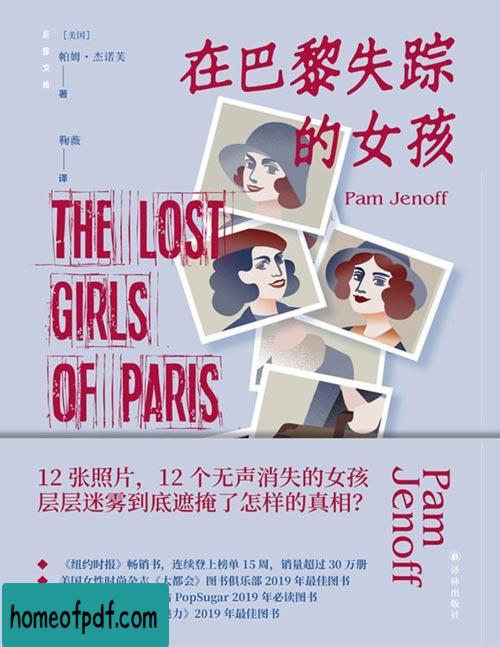 [美国]
帕姆·杰诺芙
著
鞠薇
译
在巴黎失踪
的女孩
Pam Jenoff
THE LOST
GIRLS
OF PARIS
12 张照片，12 个无声消失的女孩
层层迷雾到底遮掩了怎样的真相？
Pam
Jenoff
《纽约时报》畅销书，连续登上榜单 15 周，销量超过 30 万册
美国女性时尚杂志《大都会》图书俱乐部 2019 年最佳图书
PopSugar 2019 年必读图书
力》2019 年最佳图书
译林出版社
homeofpdf.com